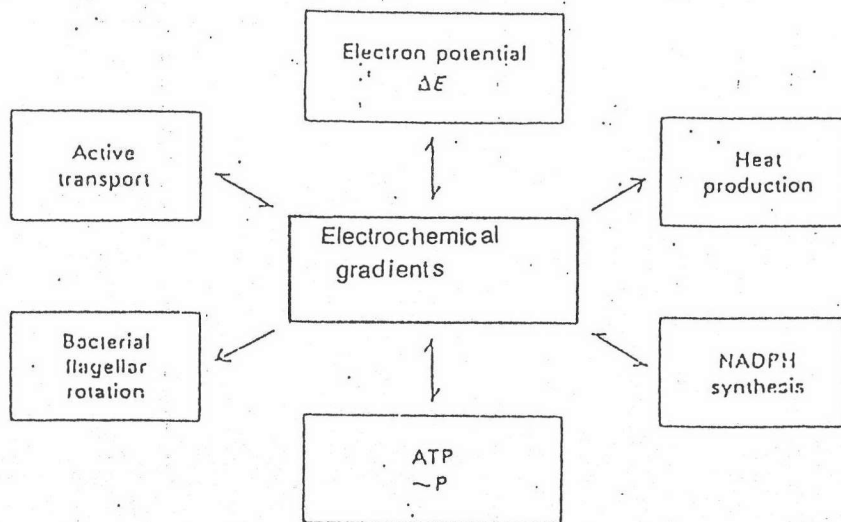 Electron potential
ΔE
Active
transport
Heat
production
Electrochemical
gradients
Bacterial
flagellar
rotation
NADPH
synthesis
ATP
~P